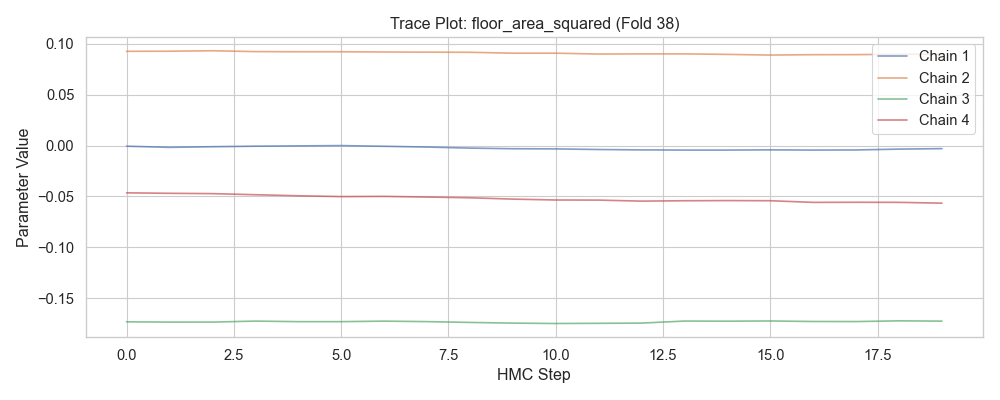 Trace Plot: floor_area_squared (Fold 38)
Parameter Value
0.10
0.05
0.00
−0.05
−0.10
−0.15
Chain 1
Chain 2
Chain 3
Chain 4
0.0 2.5 5.0 7.5 10.0 12.5 15.0 17.5
HMC Step